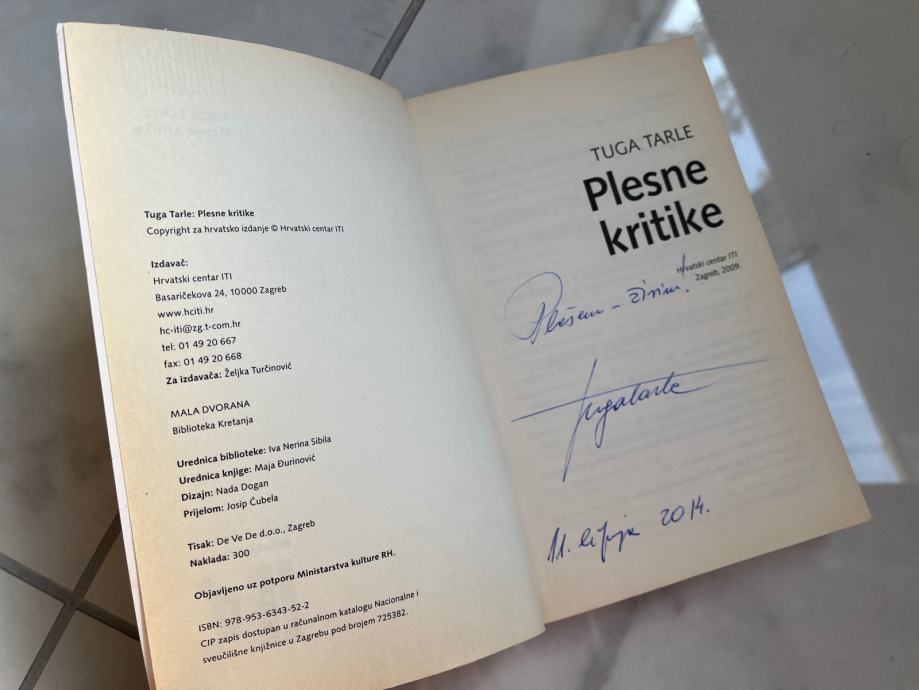 Tuga Tarle: Plesne kritike
Copyright za hrvatsko izdanje © Hrvatski centar ITI
Izdavač:
Hrvatski centar ITI
Basaričekova 24, 10000 Zagreb
www.hciti.hr
hc-iti@zg.t-com.hr
tel: 01 49 20 667
fax: 01 49 20 668
Za izdavača: Željka Turčinović
MALA DVORANA
Biblioteka Kretanja
Urednica biblioteke: Iva Nerina Sibila
Urednica knjige: Maja Đurinović
Dizajn: Nada Dogan
Prijelom: Josip Ćubela
Tisak: De Ve De d.o.o., Zagreb
Naklada: 300
Objavljeno uz potporu Ministarstva kulture RH.
ISBN: 978-953-6343-52-2
CIP zapis dostupan u računalnom katalogu Nacionalne i
sveučilišne knjižnice u Zagrebu pod brojem 725382.
TUGA TARLE
Plesne
kritike
Hrvatski centar ITI
Zagreb, 2009.
Plešem - živim!
Tuga Tarle
11. lipnja 2014.